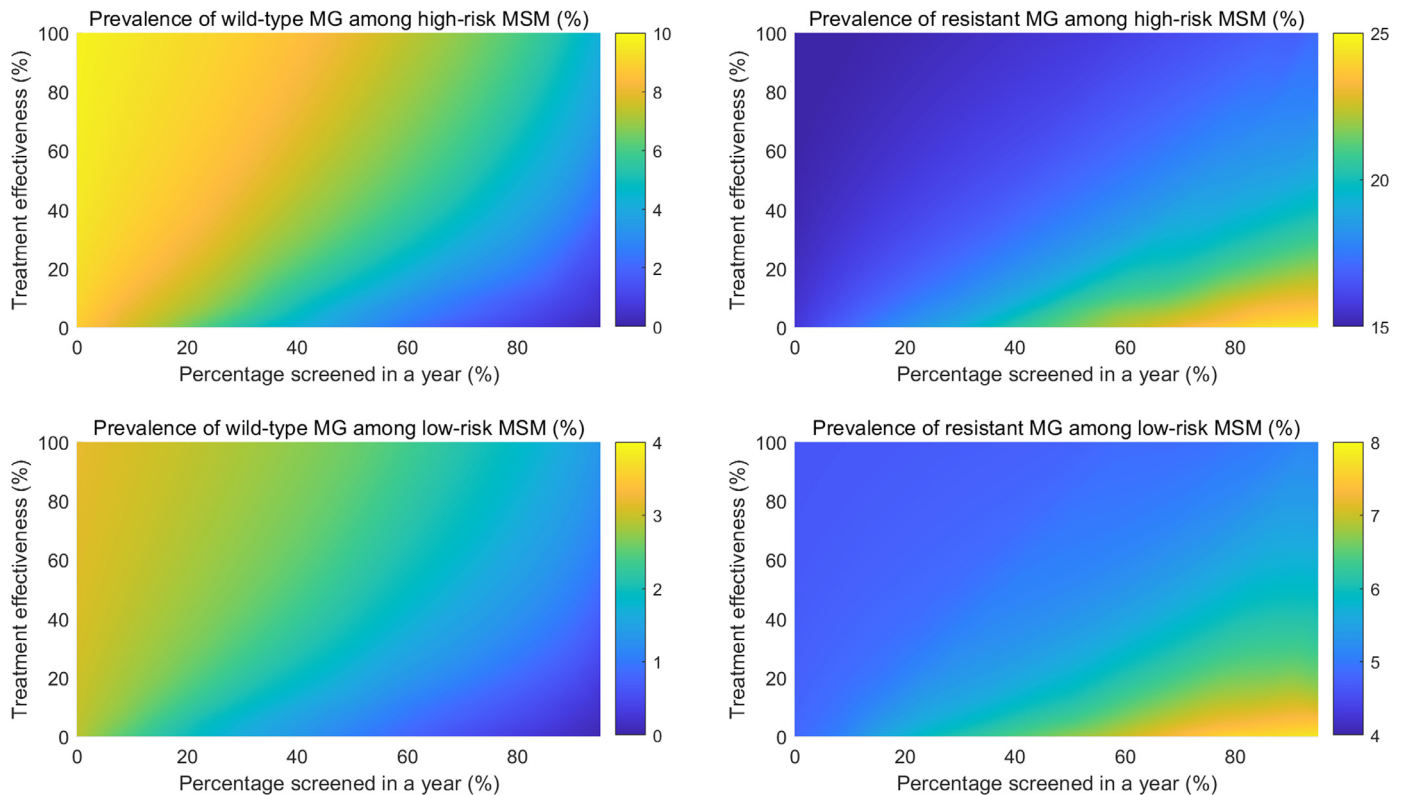 Prevalence of wild-type MG among high-risk MSM (%)
100
80
60
40
20
0
Treatment effectiveness (%)
0 20 40 60 80
Percentage screened in a year (%)
10
8
6
4
2
0
Prevalence of resistant MG among high-risk MSM (%)
100
80
60
40
20
0
Treatment effectiveness (%)
0 20 40 60 80
Percentage screened in a year (%)
25
20
15
Prevalence of wild-type MG among low-risk MSM (%)
100
80
60
40
20
0
Treatment effectiveness (%)
0 20 40 60 80
Percentage screened in a year (%)
4
3
2
1
0
Prevalence of resistant MG among low-risk MSM (%)
100
80
60
40
20
0
Treatment effectiveness (%)
0 20 40 60 80
Percentage screened in a year (%)
8
7
6
5
4